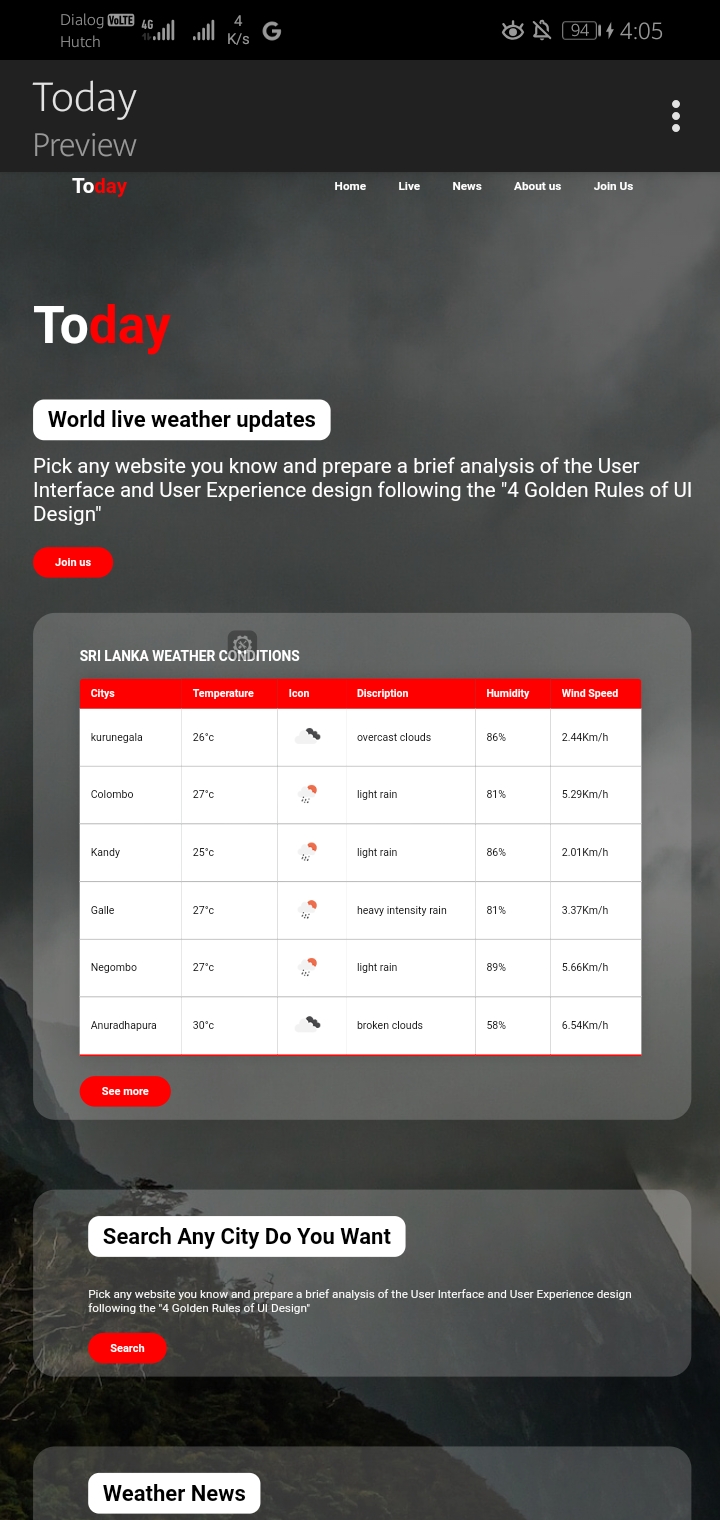 Dialog VoLTE 4G 4 94 4:05
Hutch K/s
Today
Preview
Today Home Live News About us Join Us
Today
World live weather updates
Pick any website you know and prepare a brief analysis of the User
Interface and User Experience design following the "4 Golden Rules of UI
Design"
Join us
SRI LANKA WEATHER CONDITIONS
Citys Temperature Icon Discription Humidity Wind Speed
kurunegala 26°c overcast clouds 86% 2.44Km/h
Colombo 27°c light rain 81% 5.29Km/h
Kandy 25°c light rain 86% 2.01Km/h
Galle 27°c heavy intensity rain 81% 3.37Km/h
Negombo 27°c light rain 89% 5.66Km/h
Anuradhapura 30°c broken clouds 58% 6.54Km/h
See more
Search Any City Do You Want
Pick any website you know and prepare a brief analysis of the User Interface and User Experience design
following the "4 Golden Rules of UI Design"
Search
Weather News